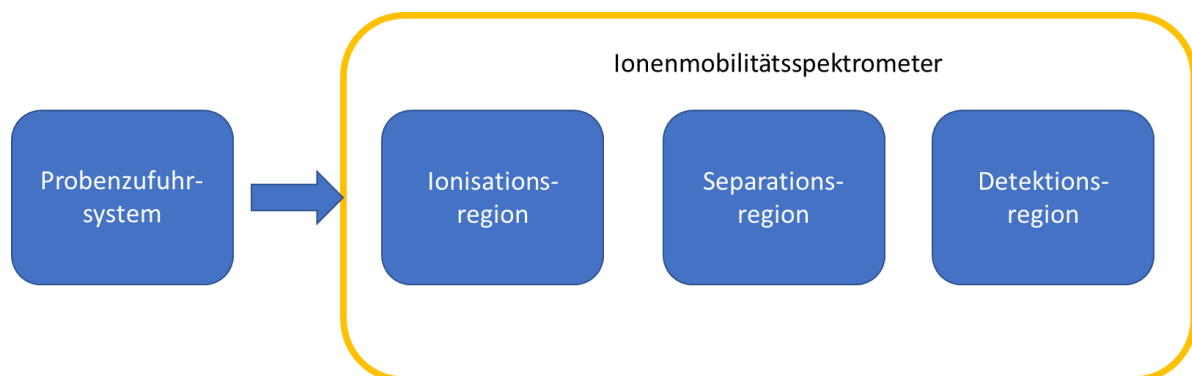 Ionenmobilitätsspektrometer
Probenzufuhr-
system
Ionisations-
region
Separations-
region
Detektions-
region